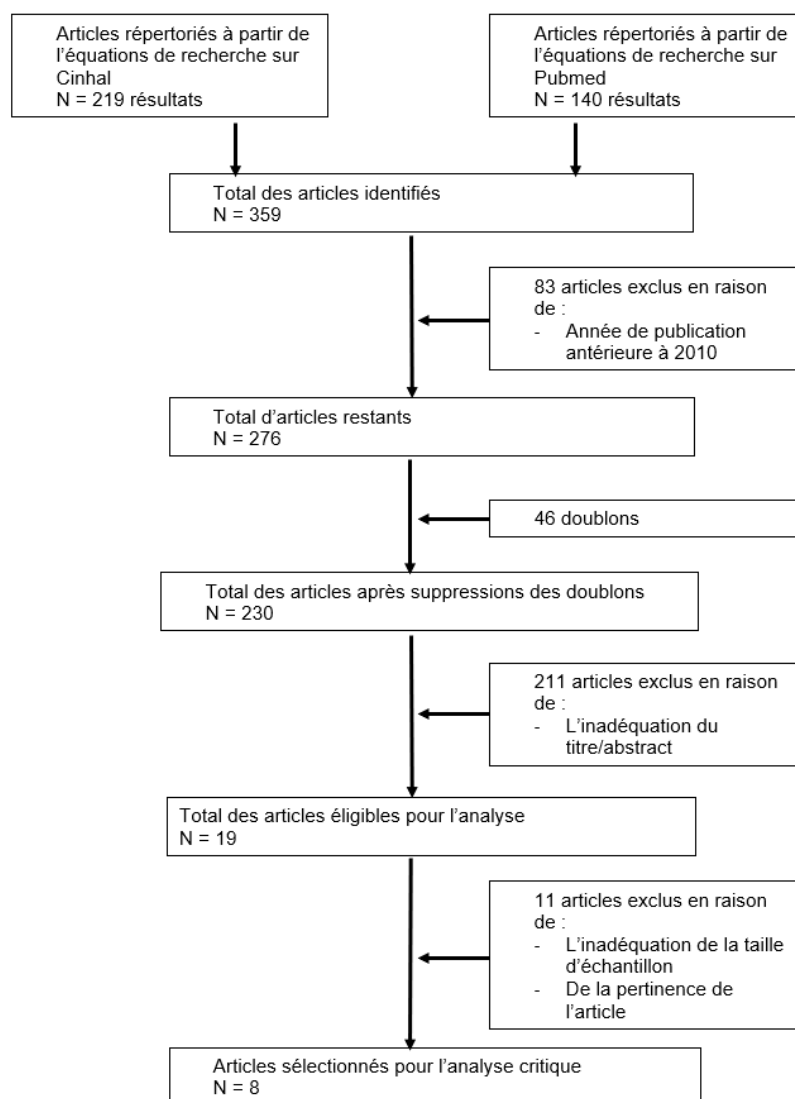 Articles répertoriés à partir de
l'équations de recherche sur
Cinhal
N = 219 résultats
Articles répertoriés à partir de
l'équations de recherche sur
Pubmed
N = 140 résultats
Total des articles identifiés
N = 359
83 articles exclus en raison
de :
- Année de publication
antérieure à 2010
Total d'articles restants
N = 276
46 doublons
Total des articles après suppressions des doublons
N = 230
211 articles exclus en raison
de :
- L'inadéquation du
titre/abstract
Total des articles éligibles pour l'analyse
N = 19
11 articles exclus en raison
de :
- L'inadéquation de la taille
d'échantillon
- De la pertinence de
l'article
Articles sélectionnés pour l'analyse critique
N = 8